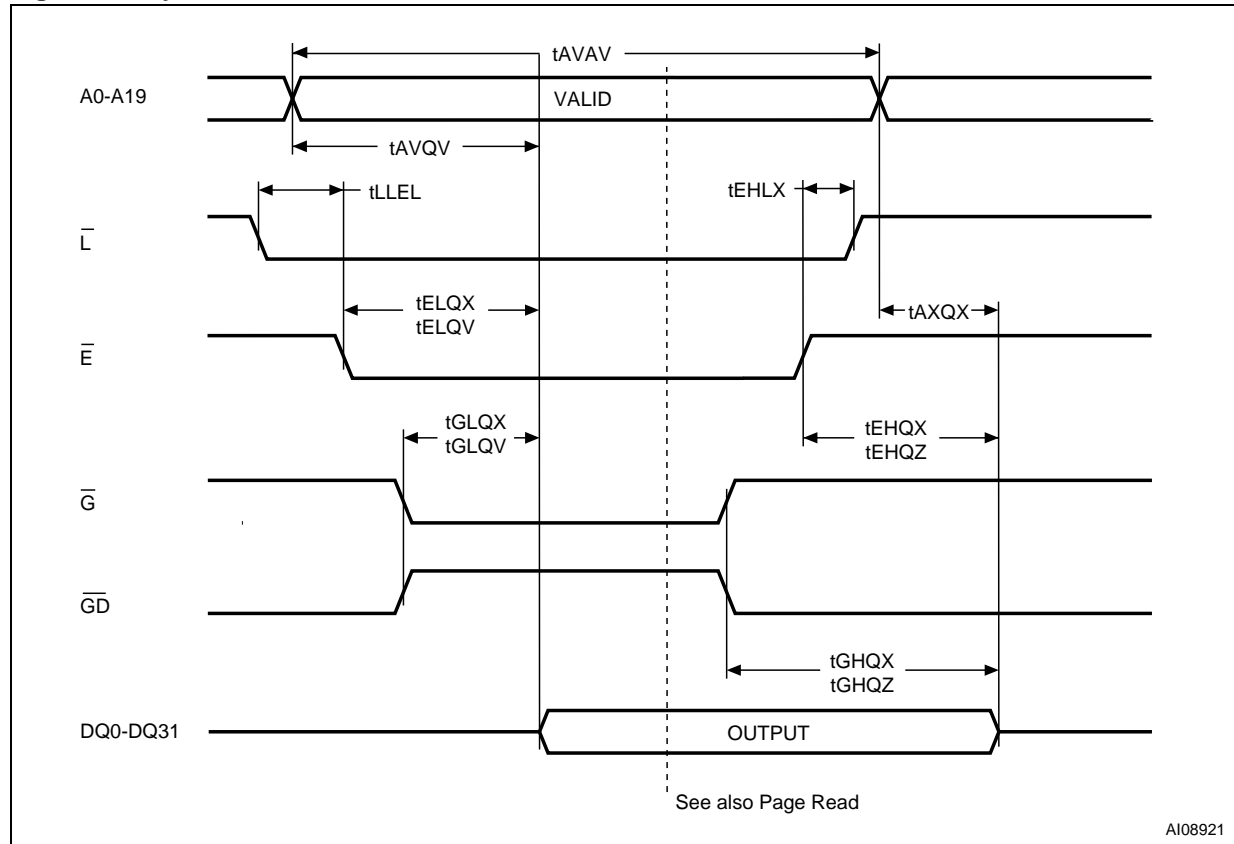 tAVAV
A0-A19
VALID
tAVQV
tLLEL
tEHLX
L̅
tELQX
tELQV
tAXQX
E̅
tGLQX
tGLQV
tEHQX
tEHQZ
G̅
G̅D̅
tGHQX
tGHQZ
DQ0-DQ31
OUTPUT
See also Page Read
AI08921